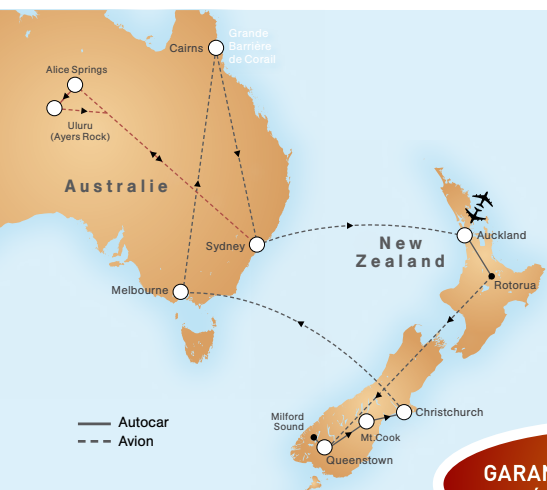 Grande
Barrière
de Corail
Cairns
Alice Springs
Uluru
(Ayers Rock)
Australie
Sydney
Melbourne
New
Zealand
Auckland
Rotorua
Christchurch
Milford
Sound
Mt.Cook
Queenstown
Autocar
Avion
GARAN